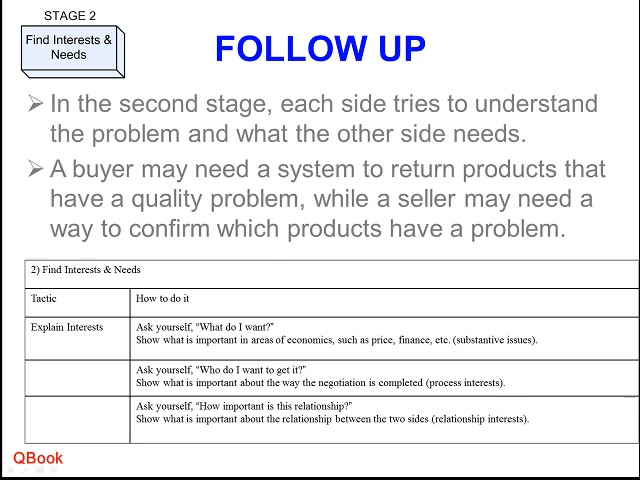 STAGE 2
Find Interests &
Needs
FOLLOW UP
In the second stage, each side tries to understand
the problem and what the other side needs.
A buyer may need a system to return products that
have a quality problem, while a seller may need a
way to confirm which products have a problem.
2) Find Interests & Needs
Tactic
How to do it
Explain Interests
Ask yourself, “What do I want?”
Show what is important in areas of economics, such as price, finance, etc. (substantive issues).
Ask yourself, “Who do I want to get it?”
Show what is important about the way the negotiation is completed (process interests).
Ask yourself, “How important is this relationship?”
Show what is important about the relationship between the two sides (relationship interests).
QBook